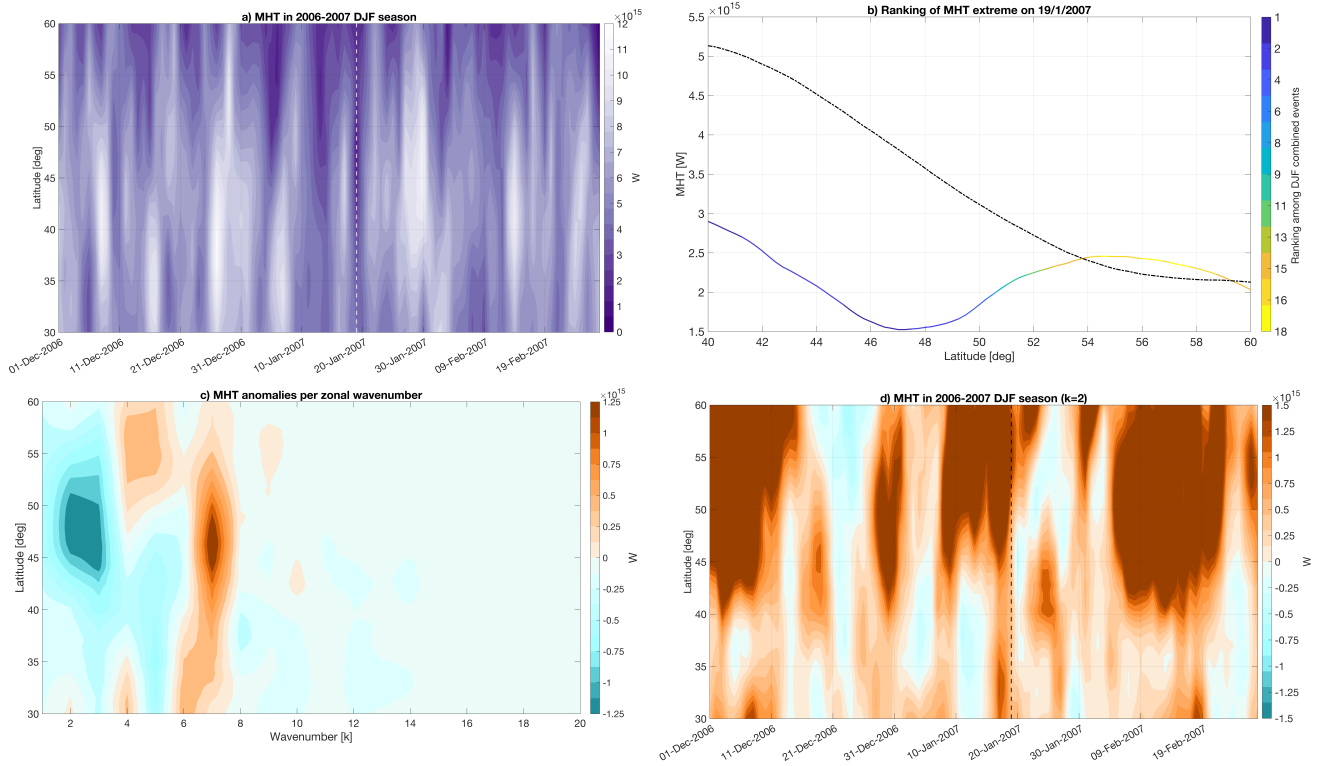 a) MHT in 2006-2007 DJF season
×10^15
Latitude [deg]
60
55
50
45
40
35
30
01-Dec-2006
11-Dec-2006
21-Dec-2006
31-Dec-2006
10-Jan-2007
20-Jan-2007
30-Jan-2007
09-Feb-2007
19-Feb-2007
12
11
10
9
8
7
6
5
4
3
2
1
0
W
b) Ranking of MHT extreme on 19/1/2007
×10^15
MHT [W]
5.5
5
4.5
4
3.5
3
2.5
2
1.5
40 42 44 46 48 50 52 54 56 58 60
Latitude [deg]
1
2
4
6
7
9
11
13
15
16
18
Ranking among DJF combined events
c) MHT anomalies per zonal wavenumber
×10^15
Latitude [deg]
60
55
50
45
40
35
30
2 4 6 8 10 12 14 16 18 20
Wavenumber [k]
1.25
1
0.75
0.5
0.25
0
-0.25
-0.5
-0.75
-1
-1.25
W
d) MHT in 2006-2007 DJF season (k=2)
×10^15
Latitude [deg]
60
55
50
45
40
35
30
01-Dec-2006
11-Dec-2006
21-Dec-2006
31-Dec-2006
10-Jan-2007
20-Jan-2007
30-Jan-2007
09-Feb-2007
19-Feb-2007
1.5
1.25
1
0.75
0.5
0.25
0
-0.25
-0.5
-0.75
-1
-1.25
-1.5
W